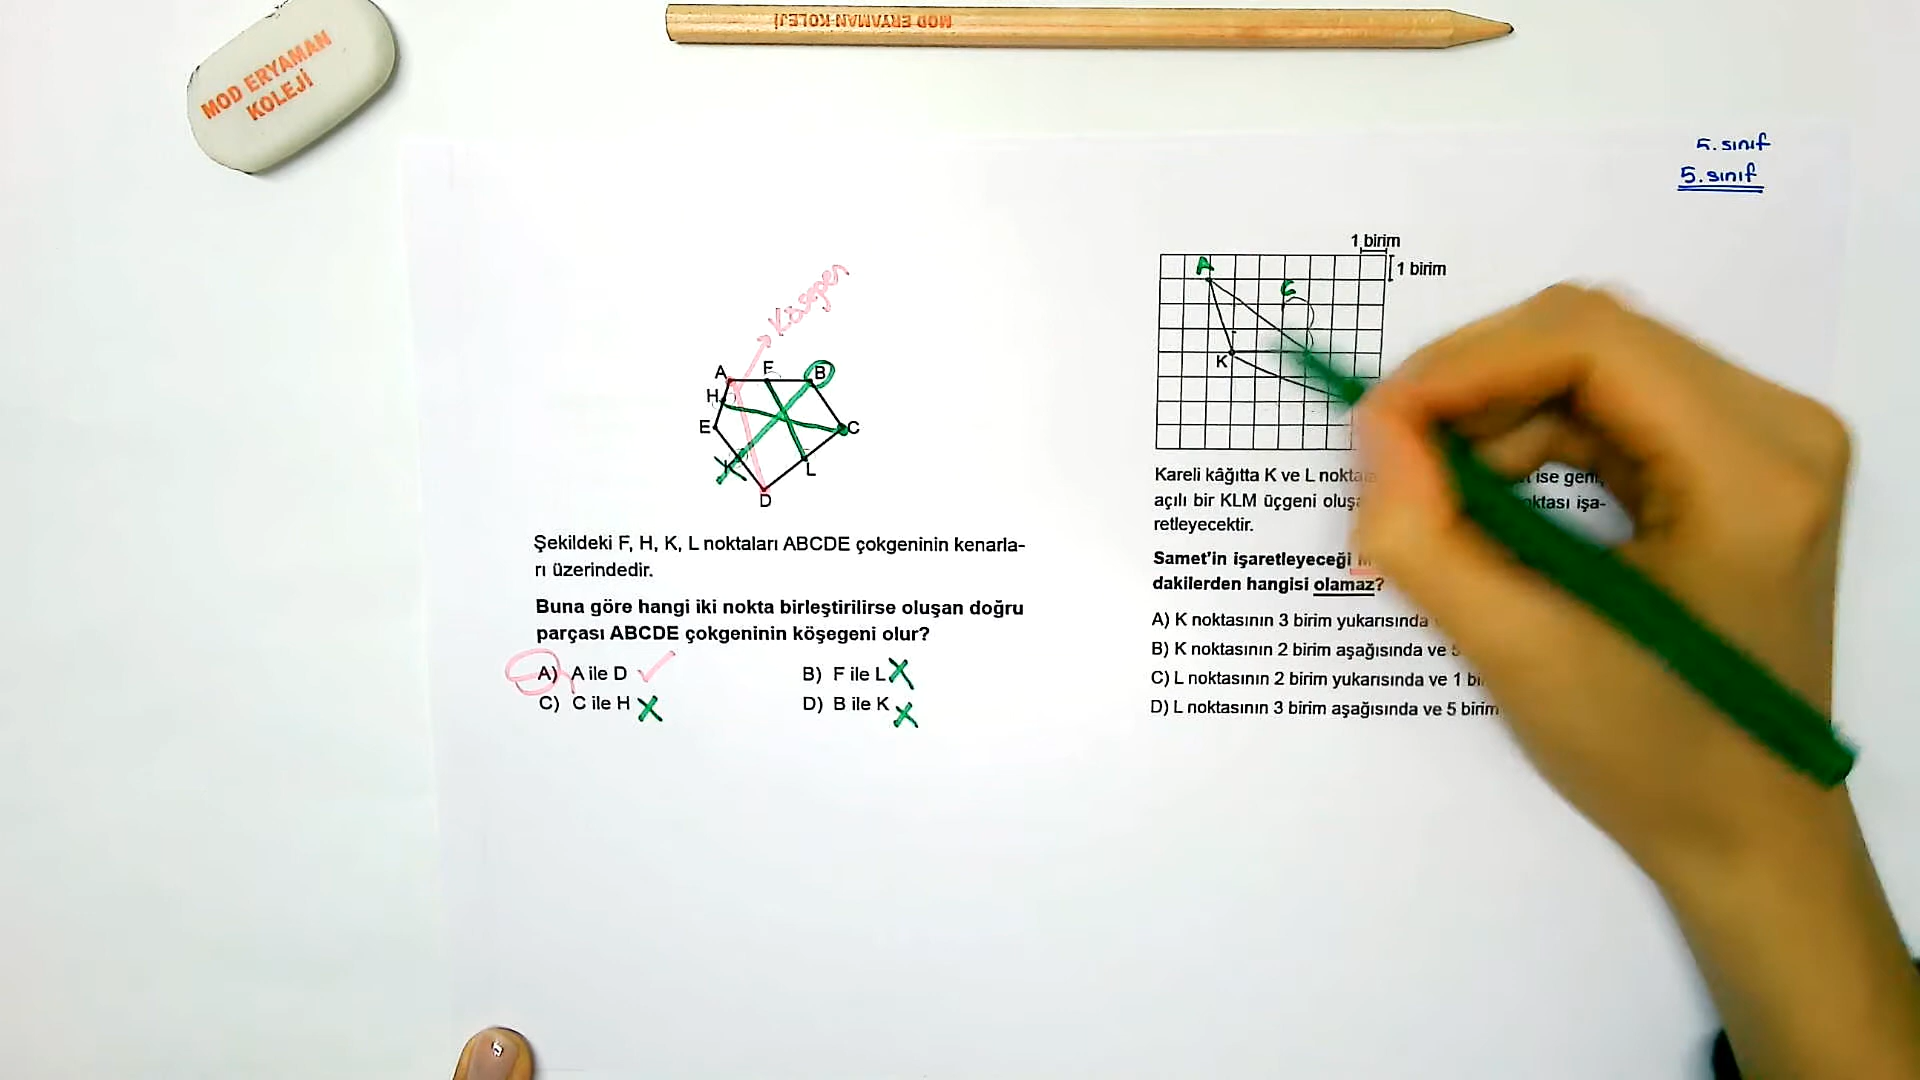 MOD ERYAMAN KOLEJİ
MOD ERYAMAN
KOLEJİ
5. sınıf
5. sınıf
Köşegen
A
F
B
H
E
C
K
L
D
Şekildeki F, H, K, L noktaları ABCDE çokgeninin kenarla-
rı üzerindedir.
Buna göre hangi iki nokta birleştirilirse oluşan doğru
parçası ABCDE çokgeninin köşegeni olur?
A) A ile D
B) F ile L
C) C ile H
D) B ile K
1 birim
1 birim
A
C
K
Kareli kâğıtta K ve L ise geniş
açılı bir KLM üçgeni işa-
retleyecektir.
Samet'in işaretleyeceği
dakilerden hangisi olamaz?
A) K noktasının 3 birim yukarısında
B) K noktasının 2 birim aşağısında ve 5
C) L noktasının 2 birim yukarısında ve 1
D) L noktasının 3 birim aşağısında ve 5 birim